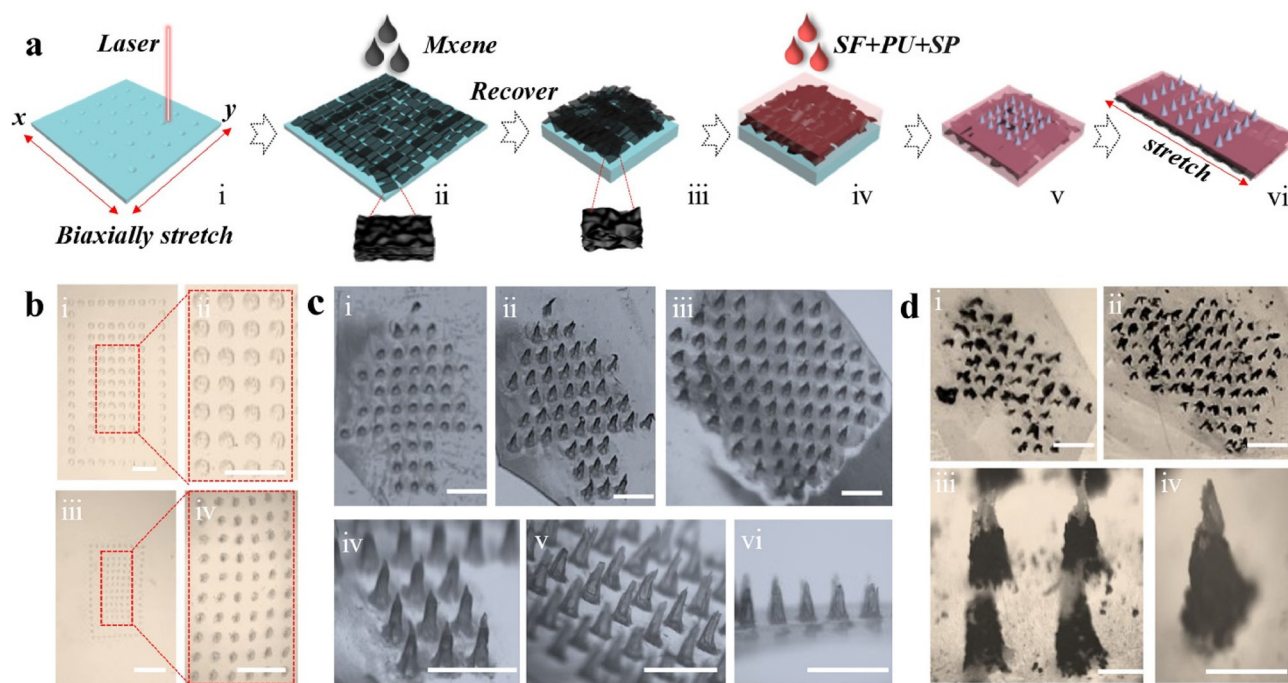 a
Laser
Mxene
SF+PU+SP
Recover
x
y
stretch
Biaxially stretch
i
ii
iii
iv
v
vi
b
i
ii
iii
iv
c
i
ii
iii
iv
v
vi
d
i
ii
iii
iv